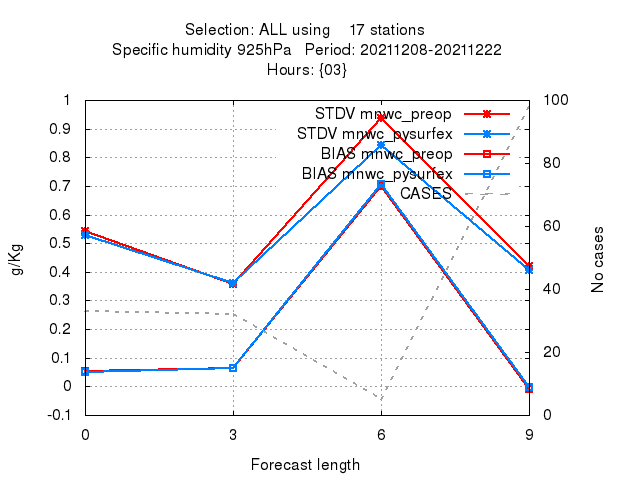 Selection: ALL using 17 stations
Specific humidity 925hPa Period: 20211208-20211222
Hours: {03}
STDV mnwc_preop
STDV mnwc_pysurfex
BIAS mnwc_preop
BIAS mnwc_pysurfex
CASES
1
0.9
0.8
0.7
0.6
0.5
0.4
0.3
0.2
0.1
0
-0.1
g/Kg
100
80
60
40
20
0
No cases
0 3 6 9
Forecast length